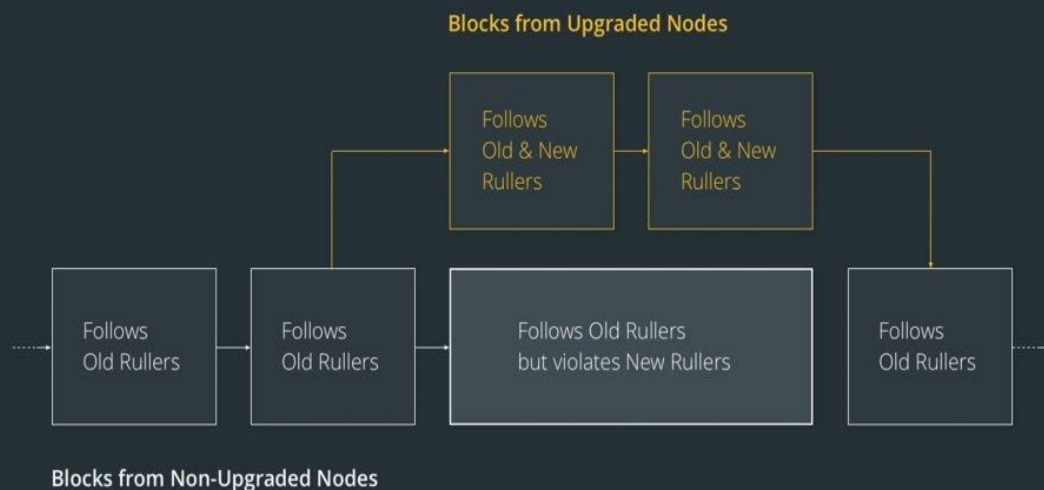 Blocks from Upgraded Nodes
Follows
Old & New
Rullers
Follows
Old & New
Rullers
Follows
Old Rullers
Follows
Old Rullers
Follows Old Rullers
but violates New Rullers
Follows
Old Rullers
Blocks from Non-Upgraded Nodes